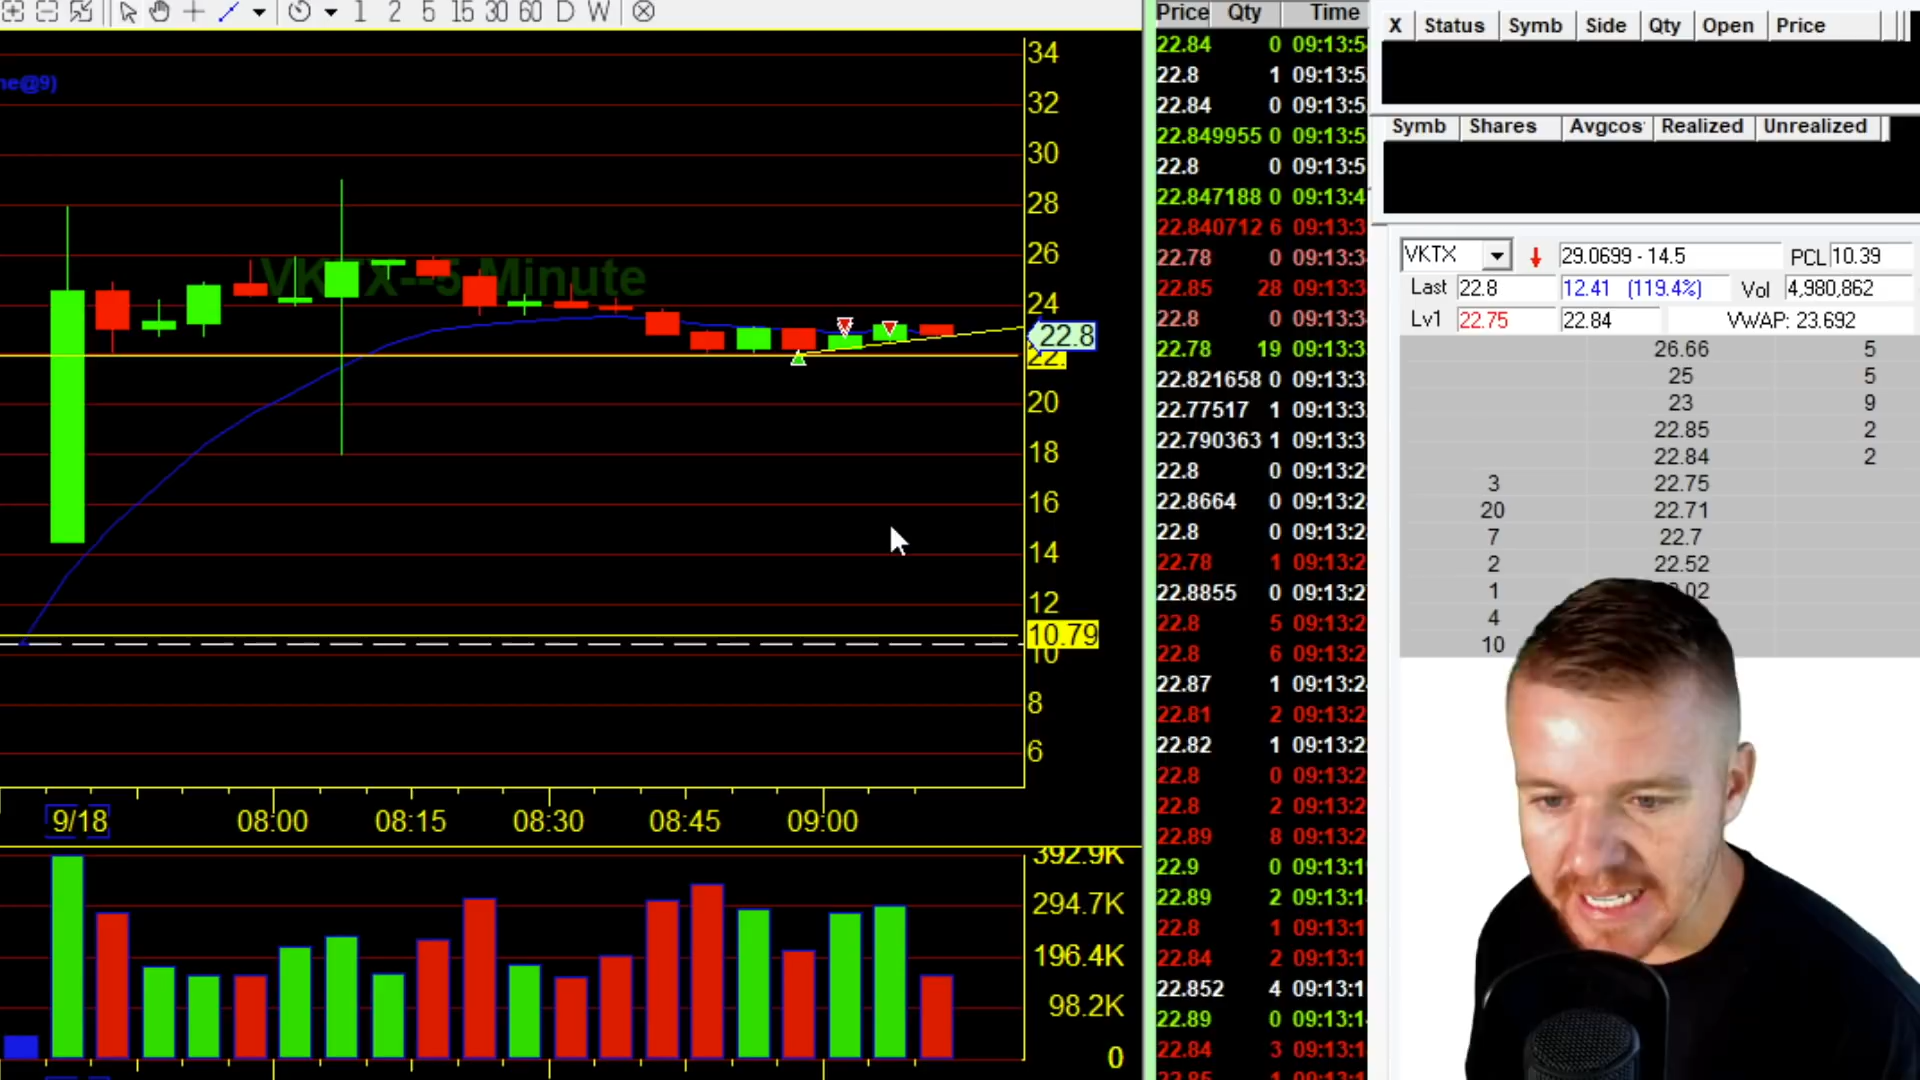 1 2 5 15 30 60 D W
ne@9)
VKTX--5 Minute
34
32
30
28
26
24
22.8
22.
20
18
16
14
12
10.79
10
8
6
9/18 08:00 08:15 08:30 08:45 09:00
392.9K
294.7K
196.4K
98.2K
0
Price Qty Time
22.84 0 09:13:5
22.8 1 09:13:5
22.84 0 09:13:5
22.849955 0 09:13:5
22.8 0 09:13:5
22.847188 0 09:13:4
22.840712 6 09:13:3
22.78 0 09:13:3
22.85 28 09:13:3
22.8 0 09:13:3
22.78 19 09:13:3
22.821658 0 09:13:3
22.77517 1 09:13:3
22.790363 1 09:13:3
22.8 0 09:13:2
22.8664 0 09:13:2
22.8 0 09:13:2
22.78 1 09:13:2
22.8855 0 09:13:2
22.8 5 09:13:2
22.8 6 09:13:2
22.87 1 09:13:2
22.81 2 09:13:2
22.82 1 09:13:2
22.8 0 09:13:2
22.8 2 09:13:2
22.89 8 09:13:2
22.9 0 09:13:1
22.89 2 09:13:1
22.8 1 09:13:1
22.84 2 09:13:1
22.852 4 09:13:1
22.89 0 09:13:1
22.84 3 09:13:1
22.85 1 09:13:1
X Status Symb Side Qty Open Price
Symb Shares Avgcos Realized Unrealized
VKTX 29.0699 - 14.5 PCL 10.39
Last 22.8 12.41 (119.4%) Vol 4,980,862
Lv1 22.75 22.84 VWAP: 23.692
26.66 5
25 5
23 9
22.85 2
22.84 2
3 22.75
20 22.71
7 22.7
2 22.52
1 02
4
10